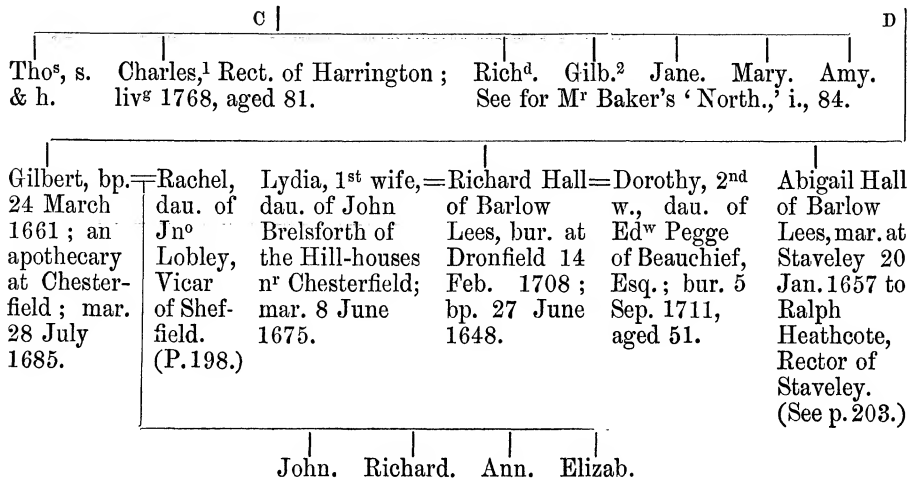 C D
Thoˢ, s.
& h.
Charles,¹ Rect. of Harrington ;
livᵍ 1768, aged 81.
Richᵈ. Gilb.² Jane. Mary. Amy.
See for Mʳ Baker's ‘ North.,’ i., 84.
Gilbert, bp.=
24 March
1661 ; an
apothecary
at Chester-
field ; mar.
28 July
1685.
Rachel,
dau. of
Jnº
Lobley,
Vicar
of Shef-
field.
(P. 198.)
Lydia, 1ˢᵗ wife,=
dau. of John
Brelsforth of
the Hill-houses
nʳ Chesterfield;
mar. 8 June
1675.
Richard Hall=
of Barlow
Lees, bur. at
Dronfield 14
Feb. 1708 ;
bp. 27 June
1648.
Dorothy, 2ⁿᵈ
w., dau. of
Edʷ Pegge
of Beauchief,
Esq. ; bur. 5
Sep. 1711,
aged 51.
Abigail Hall
of Barlow
Lees, mar. at
Staveley 20
Jan. 1657 to
Ralph
Heathcote,
Rector of
Staveley.
(See p. 203.)
John. Richard. Ann. Elizab.